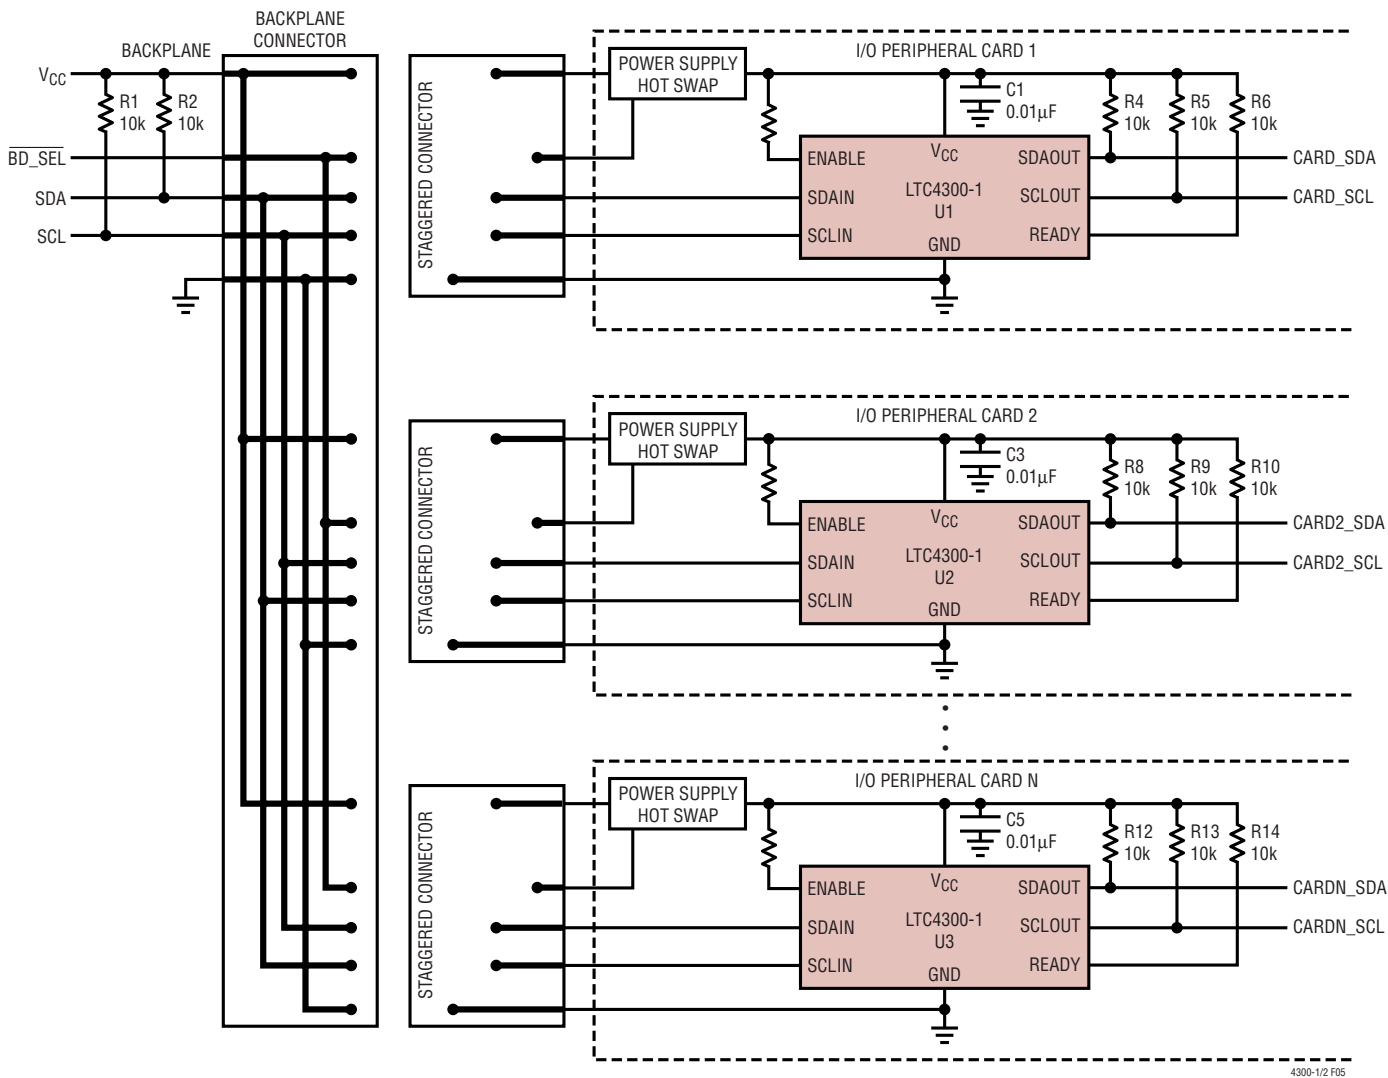 BACKPLANE
CONNECTOR
BACKPLANE
VCC
R1
10k
R2
10k
BD_SEL
SDA
SCL
STAGGERED CONNECTOR
I/O PERIPHERAL CARD 1
POWER SUPPLY
HOT SWAP
C1
0.01μF
R4
10k
R5
10k
R6
10k
ENABLE
VCC
SDAOUT
CARD_SDA
SDAIN
LTC4300-1
U1
SCLOUT
CARD_SCL
SCLIN
GND
READY
STAGGERED CONNECTOR
I/O PERIPHERAL CARD 2
POWER SUPPLY
HOT SWAP
C3
0.01μF
R8
10k
R9
10k
R10
10k
ENABLE
VCC
SDAOUT
CARD2_SDA
SDAIN
LTC4300-1
U2
SCLOUT
CARD2_SCL
SCLIN
GND
READY
STAGGERED CONNECTOR
I/O PERIPHERAL CARD N
POWER SUPPLY
HOT SWAP
C5
0.01μF
R12
10k
R13
10k
R14
10k
ENABLE
VCC
SDAOUT
CARDN_SDA
SDAIN
LTC4300-1
U3
SCLOUT
CARDN_SCL
SCLIN
GND
READY
4300-1/2 F05